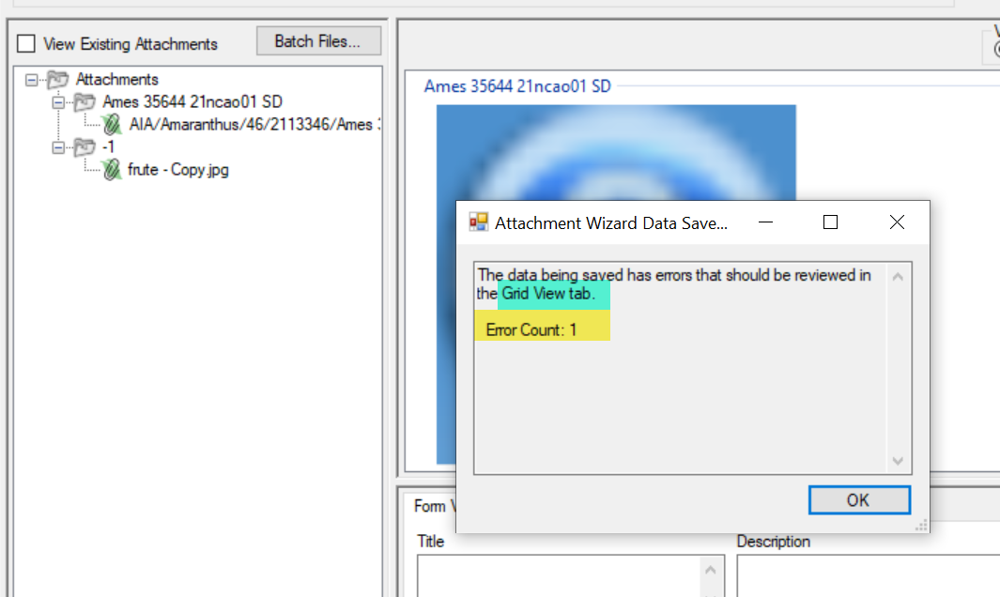 View Existing Attachments
Batch Files...
Attachments
Ames 35644 21ncao01 SD
AIA/Amaranthus/46/2113346/Ames
-1
frute - Copy.jpg
Ames 35644 21ncao01 SD
Attachment Wizard Data Save...
The data being saved has errors that should be reviewed in
the Grid View tab.
Error Count: 1
OK
Form
Title
Description